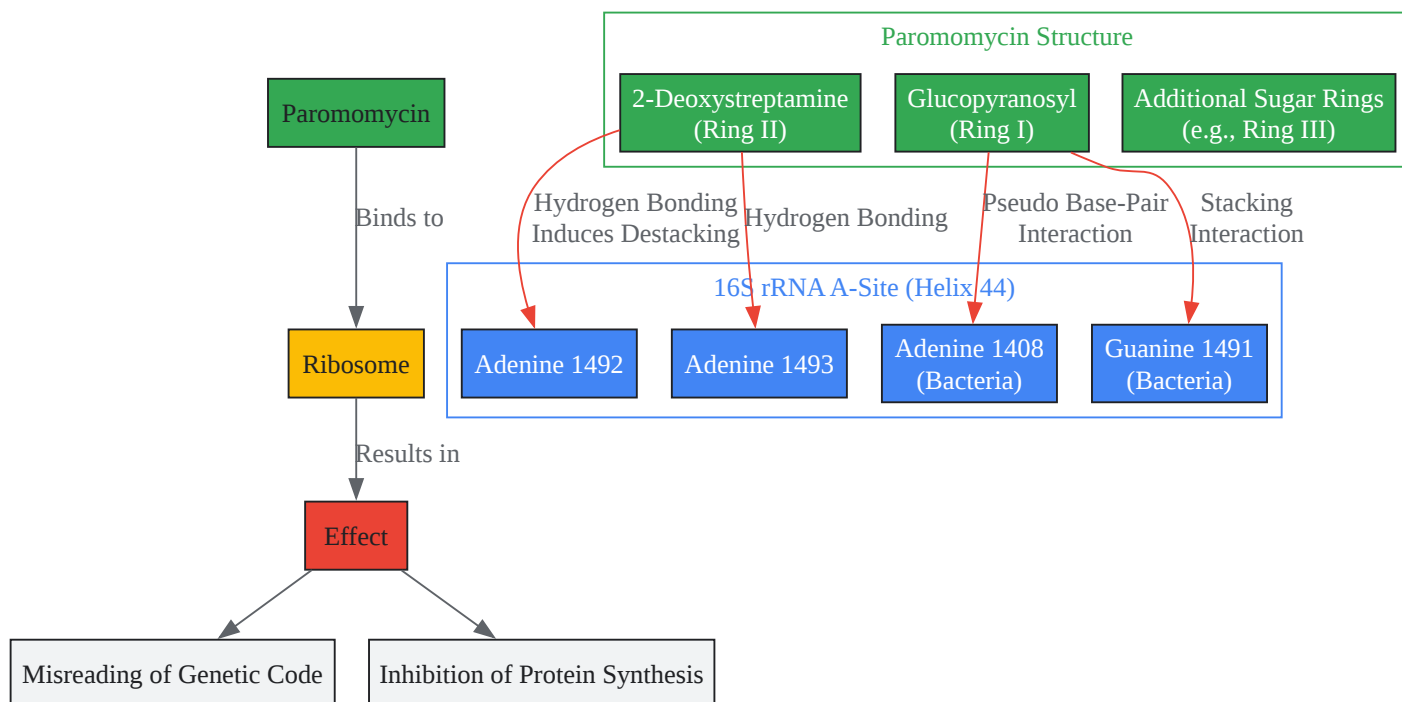 Paromomycin Structure
Paromomycin
2-Deoxystreptamine
(Ring II)
Glucopyranosyl
(Ring I)
Additional Sugar Rings
(e.g., Ring III)
Binds to
Hydrogen Bonding
Induces Destacking
Hydrogen Bonding
Pseudo Base-Pair
Interaction
Stacking
Interaction
16S rRNA A-Site (Helix 44)
Ribosome
Adenine 1492
Adenine 1493
Adenine 1408
(Bacteria)
Guanine 1491
(Bacteria)
Results in
Effect
Misreading of Genetic Code
Inhibition of Protein Synthesis